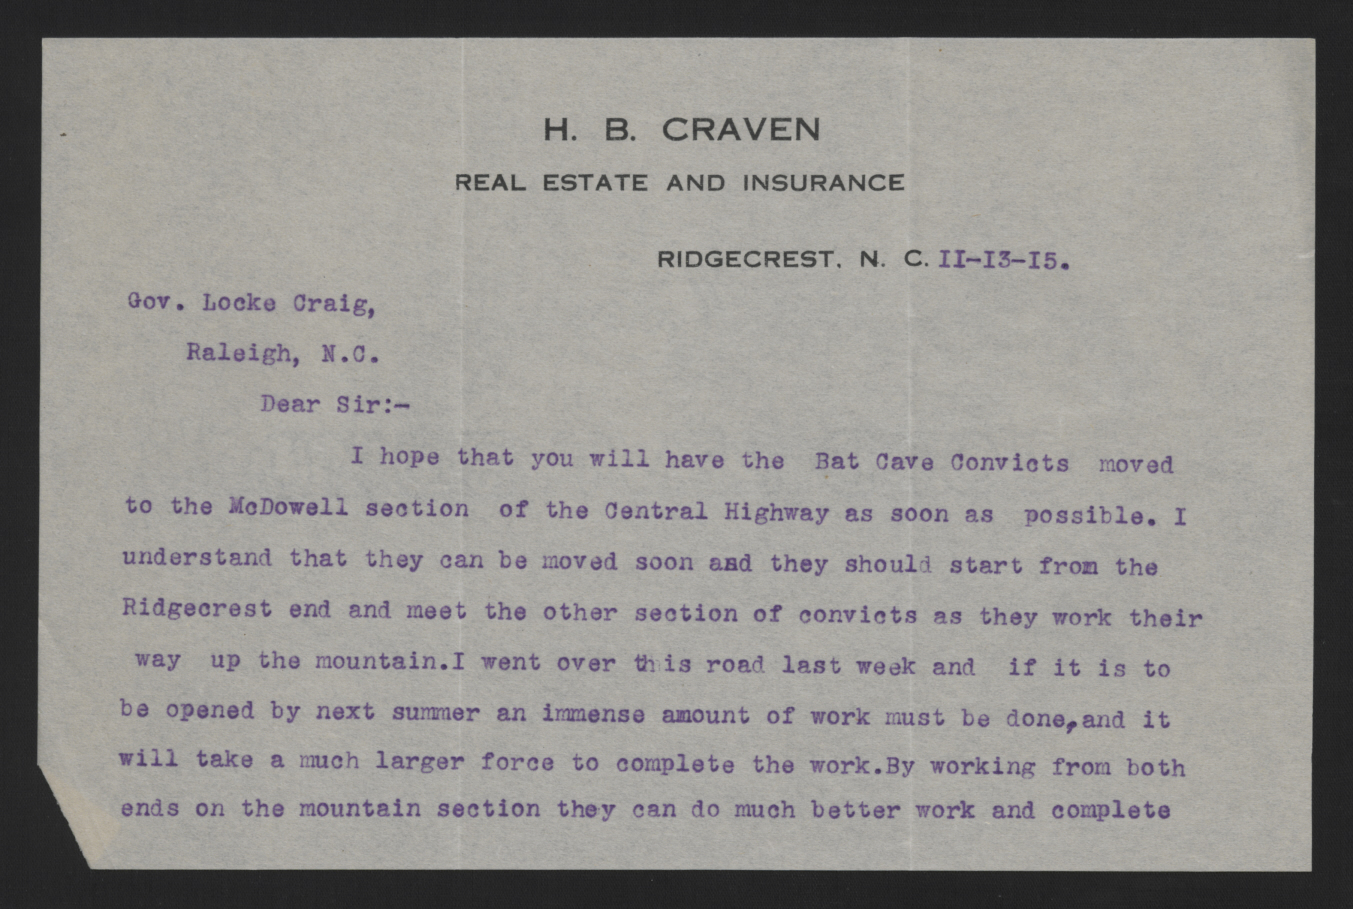 H. B. CRAVEN
REAL ESTATE AND INSURANCE
RIDGECREST, N. C. II-I3-I5.
Gov. Locke Craig,
Raleigh, N.C.
Dear Sir:-
I hope that you will have the Bat Cave Convicts moved
to the McDowell section of the Central Highway as soon as possible. I
understand that they can be moved soon and they should start from the
Ridgecrest end and meet the other section of convicts as they work their
way up the mountain.I went over this road last week and if it is to
be opened by next summer an immense amount of work must be done,and it
will take a much larger force to complete the work.By working from both
ends on the mountain section they can do much better work and complete